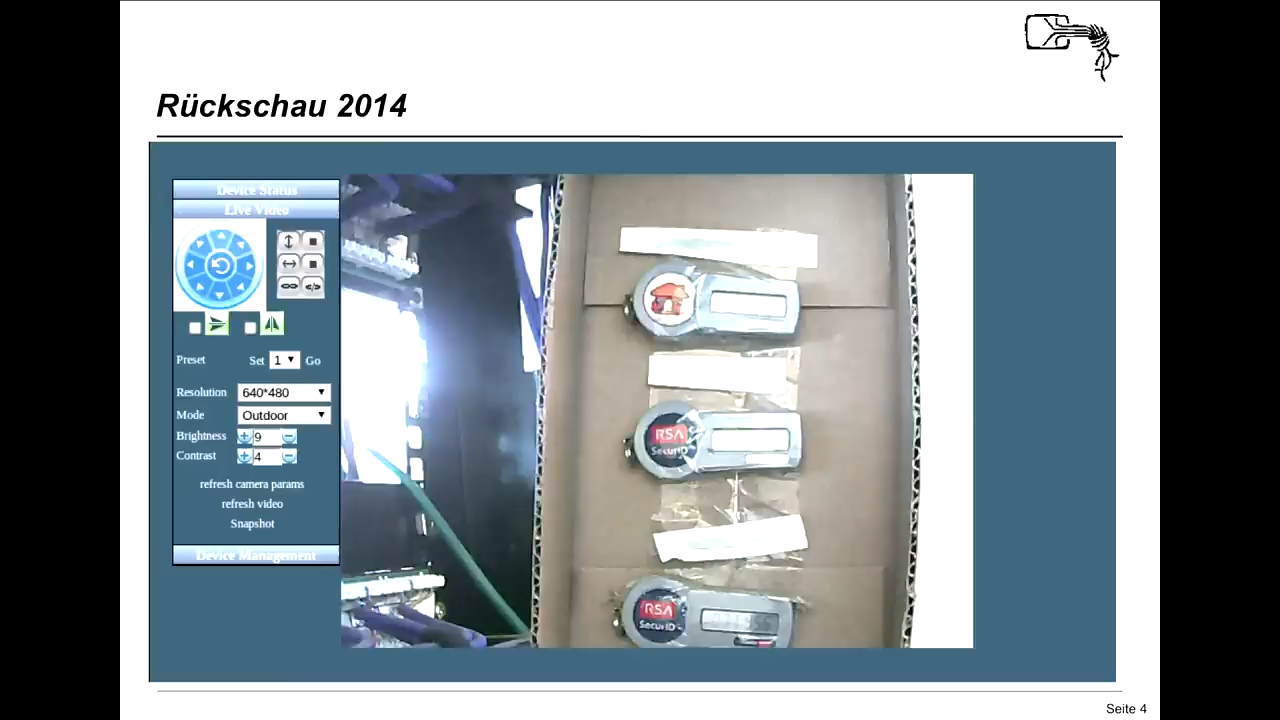 Rückschau 2014
Device Status
Live Video
Preset Set 1 Go
Resolution 640*480
Mode Outdoor
Brightness 9
Contrast 4
refresh camera params
refresh video
Snapshot
Device Management
RSA
SecurID
RSA
SecurID
Seite 4